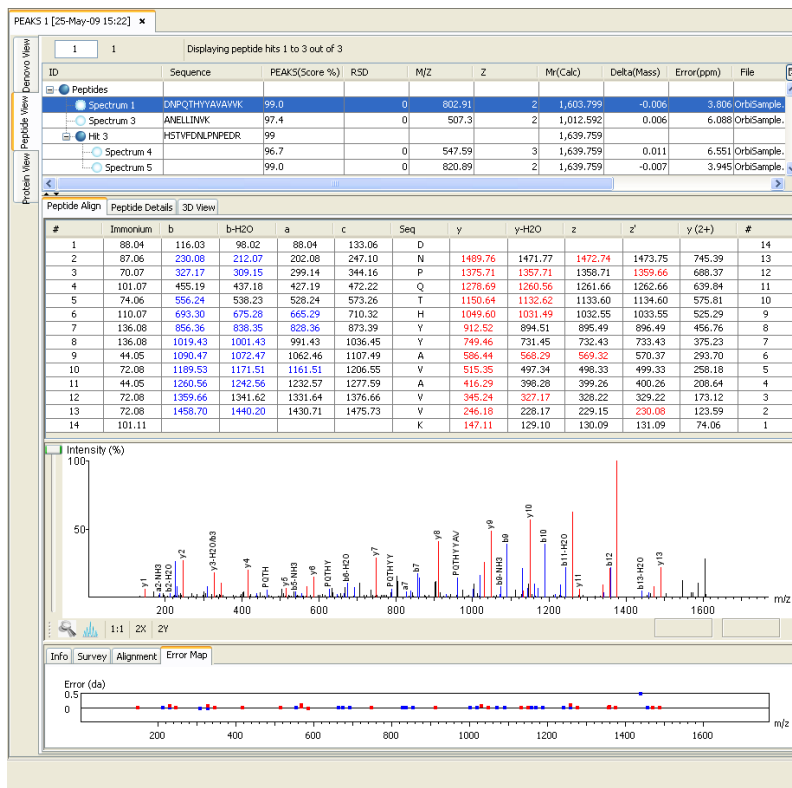 PEAKS 1 [25-May-09 15:22] ×
Denovo View
Peptide View
Protein View
1 1 Displaying peptide hits 1 to 3 out of 3
ID Sequence PEAKS(Score %) RSD M/Z Z Mr(Calc) Delta(Mass) Error(ppm) File
Peptides
Spectrum 1 DNPQTHYYAVAVVK 99.0 0 802.91 2 1,603.799 -0.006 3.806 OrbiSample.
Spectrum 3 ANELLINVK 97.4 0 507.3 2 1,012.592 0.006 6.088 OrbiSample.
Hit 3 HSTVFDNLPNPEDR 99 1,639.759
Spectrum 4 96.7 0 547.59 3 1,639.759 0.011 6.551 OrbiSample.
Spectrum 5 99.0 0 820.89 2 1,639.759 -0.007 3.945 OrbiSample.
Peptide Align Peptide Details 3D View
# Immonium b b-H2O a c Seq y y-H2O z z' y (2+) #
1 88.04 116.03 98.02 88.04 133.06 D 14
2 87.06 230.08 212.07 202.08 247.10 N 1489.76 1471.77 1472.74 1473.75 745.39 13
3 70.07 327.17 309.15 299.14 344.16 P 1375.71 1357.71 1358.71 1359.66 688.37 12
4 101.07 455.19 437.18 427.19 472.22 Q 1278.69 1260.56 1261.66 1262.66 639.84 11
5 74.06 556.24 538.23 528.24 573.26 T 1150.64 1132.62 1133.60 1134.60 575.81 10
6 110.07 693.30 675.28 665.29 710.32 H 1049.60 1031.49 1032.55 1033.55 525.29 9
7 136.08 856.36 838.35 828.36 873.39 Y 912.52 894.51 895.49 896.49 456.76 8
8 136.08 1019.43 1001.43 991.43 1036.45 Y 749.46 731.45 732.43 733.43 375.23 7
9 44.05 1090.47 1072.47 1062.46 1107.49 A 586.44 568.29 569.32 570.37 293.70 6
10 72.08 1189.53 1171.51 1161.51 1206.55 V 515.35 497.34 498.33 499.33 258.18 5
11 44.05 1260.56 1242.56 1232.57 1277.59 A 416.29 398.28 399.26 400.26 208.64 4
12 72.08 1359.66 1341.62 1331.64 1376.66 V 345.24 327.17 328.22 329.22 173.12 3
13 72.08 1458.70 1440.20 1430.71 1475.73 V 246.18 228.17 229.15 230.08 123.59 2
14 101.11 K 147.11 129.10 130.09 131.09 74.06 1
Intensity (%)
100
50
y1 a2-NH3 b2-H2O y2 y3-H2O/b3 y4 PQTH y5 b5-NH3 y6 PQTHY b6-H2O y7 PQTHYY a7 b7 y8 PQTHYYAV y9 b9-NH3 b9 y10 b10 b11-H2O y11 b12 b13-H2O y13
200 400 600 800 1000 1200 1400 1600 m/z
1:1 2X 2Y
Info Survey Alignment Error Map
Error (da)
0.5
0
200 400 600 800 1000 1200 1400 1600 m/z